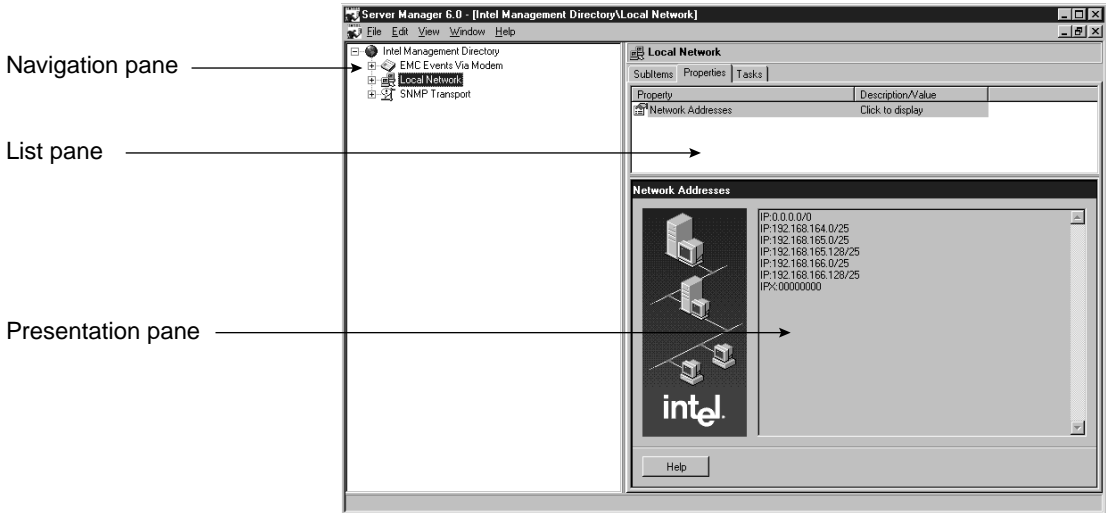 Server Manager 6.0 - [Intel Management Directory\Local Network]
File Edit View Window Help
Navigation pane
Intel Management Directory
EMC Events Via Modem
Local Network
SNMP Transport
List pane
Local Network
SubItems Properties Tasks
Property Description/Value
Network Addresses Click to display
Presentation pane
Network Addresses
IP:0.0.0.0/0
IP:192.168.164.0/25
IP:192.168.165.0/25
IP:192.168.165.128/25
IP:192.168.166.0/25
IP:192.168.166.128/25
IPX:00000000
intel.
Help